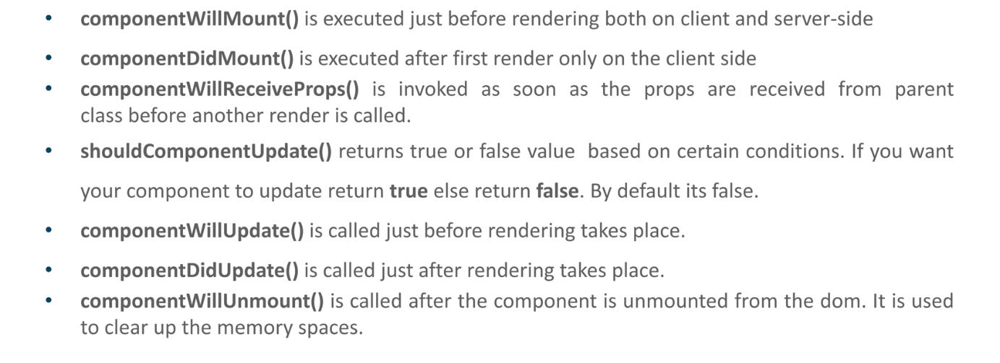 • componentWillMount() is executed just before rendering both on client and server-side
• componentDidMount() is executed after first render only on the client side
• componentWillReceiveProps() is invoked as soon as the props are received from parent
class before another render is called.
• shouldComponentUpdate() returns true or false value  based on certain conditions. If you want
your component to update return true else return false. By default its false.
• componentWillUpdate() is called just before rendering takes place.
• componentDidUpdate() is called just after rendering takes place.
• componentWillUnmount() is called after the component is unmounted from the dom. It is used
to clear up the memory spaces.